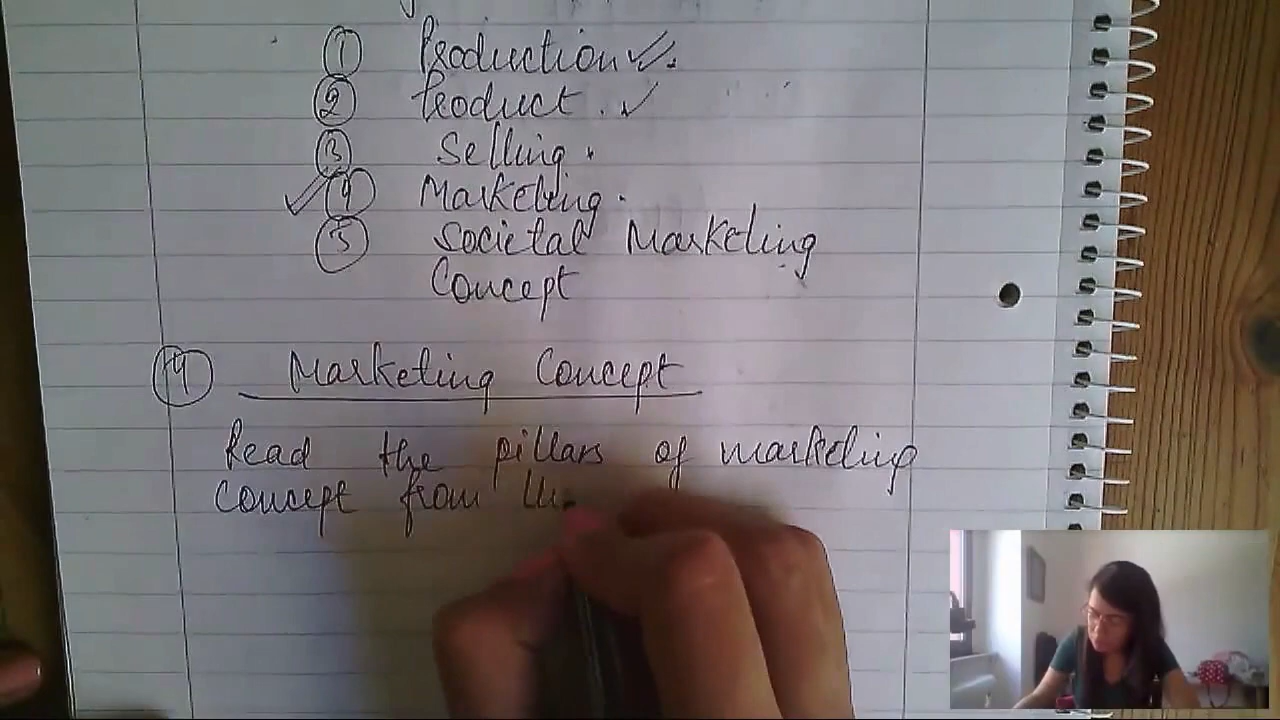 ① Production ✓✓.
② Product . ✓
③ Selling .
✓ ④ Marketing .
⑤ Societal Marketing
Concept
④ Marketing Concept
Read the pillars of marketing
concept from